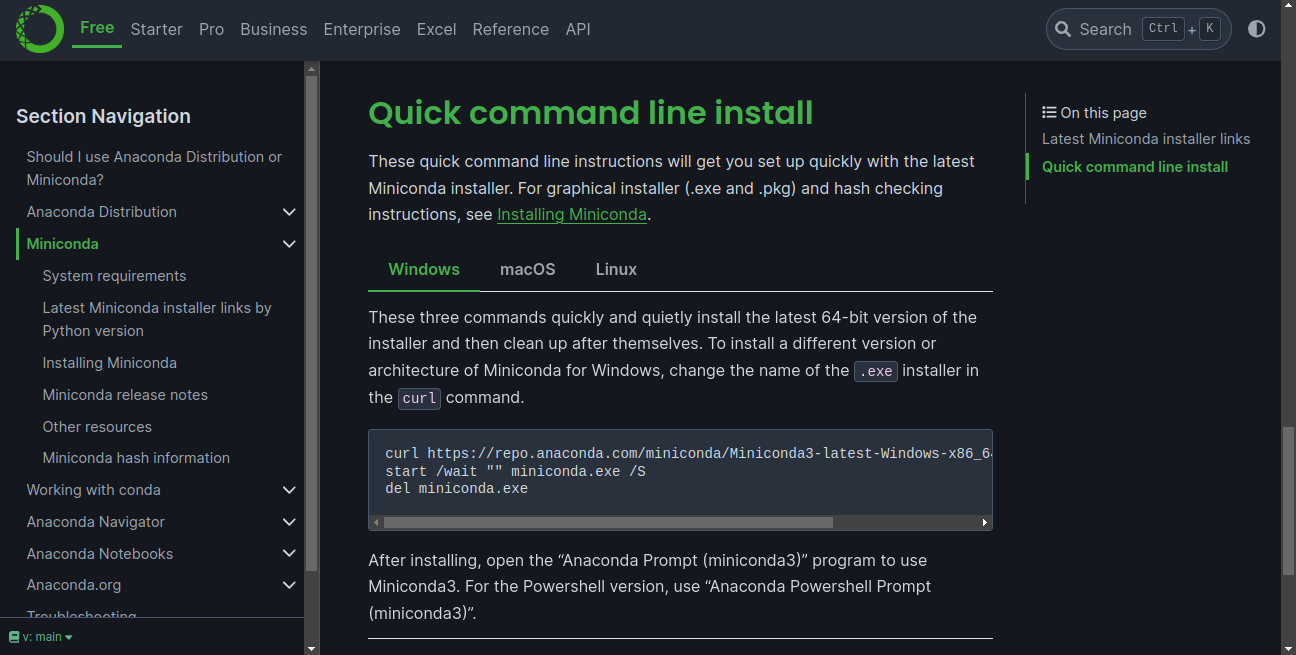 Free Starter Pro Business Enterprise Excel Reference API Search Ctrl + K
Section Navigation
Should I use Anaconda Distribution or
Miniconda?
Anaconda Distribution
Miniconda
System requirements
Latest Miniconda installer links by
Python version
Installing Miniconda
Miniconda release notes
Other resources
Miniconda hash information
Working with conda
Anaconda Navigator
Anaconda Notebooks
Anaconda.org
Troubleshooting
v: main
Quick command line install
These quick command line instructions will get you set up quickly with the latest
Miniconda installer. For graphical installer (.exe and .pkg) and hash checking
instructions, see Installing Miniconda.
Windows macOS Linux
These three commands quickly and quietly install the latest 64-bit version of the
installer and then clean up after themselves. To install a different version or
architecture of Miniconda for Windows, change the name of the .exe installer in
the curl command.
curl https://repo.anaconda.com/miniconda/Miniconda3-latest-Windows-x86_64
start /wait "" miniconda.exe /S
del miniconda.exe
After installing, open the “Anaconda Prompt (miniconda3)” program to use
Miniconda3. For the Powershell version, use “Anaconda Powershell Prompt
(miniconda3)”.
On this page
Latest Miniconda installer links
Quick command line install